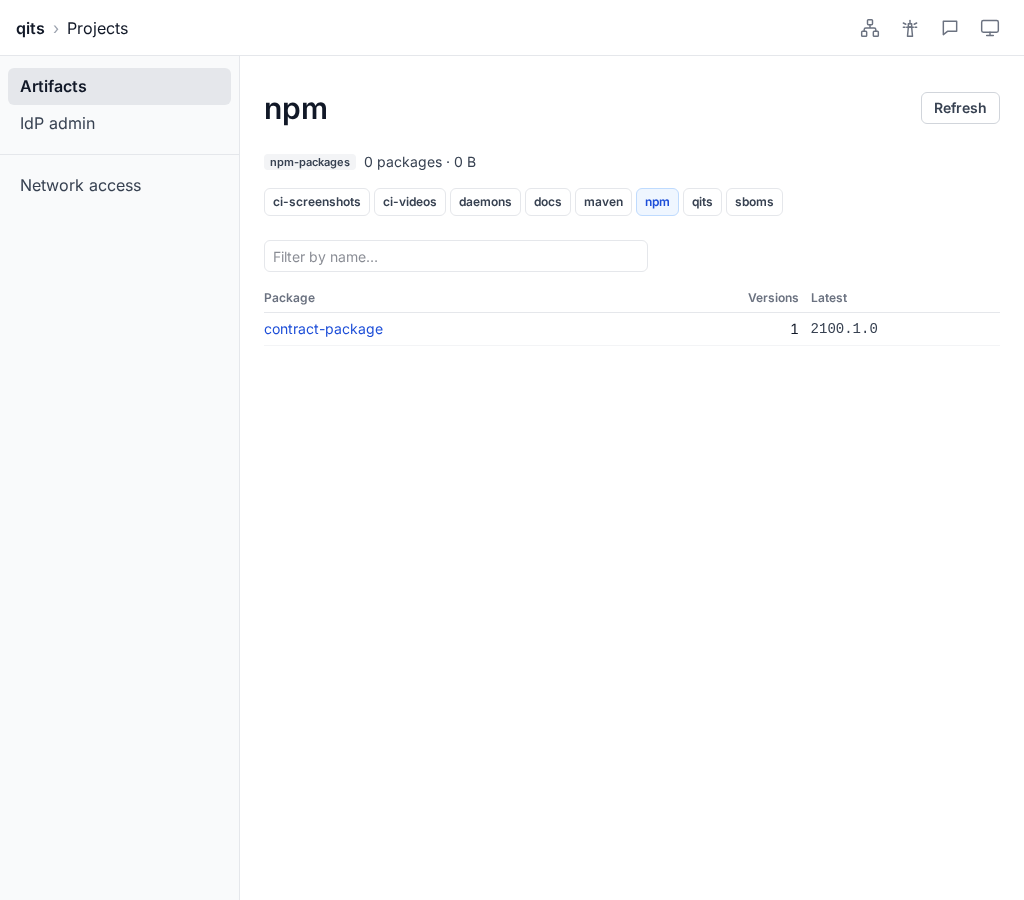 qits › Projects
Artifacts
IdP admin
Network access
npm
Refresh
npm-packages 0 packages · 0 B
ci-screenshots ci-videos daemons docs maven npm qits sboms
Filter by name...
Package Versions Latest
contract-package 1 2100.1.0